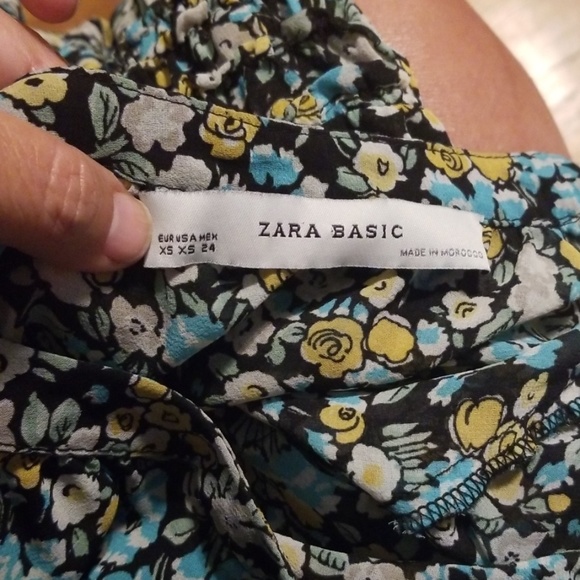 EUR USA MEX
XS XS 24
ZARA BASIC
MADE IN MOROCCO